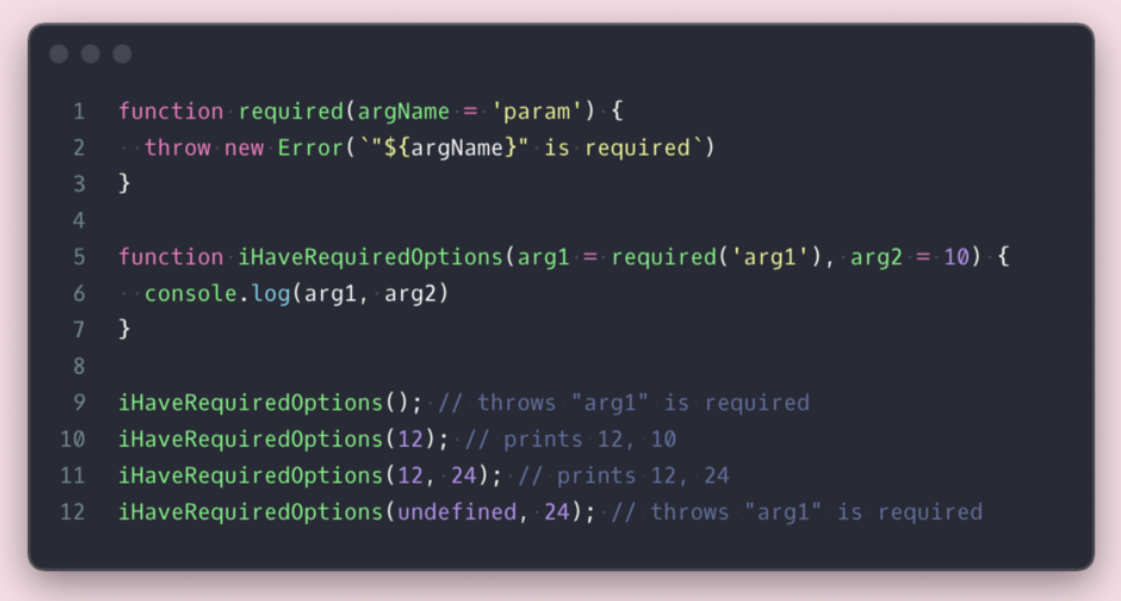 1 function required(argName = 'param') {
2   throw new Error(`"${argName}" is required`)
3 }
4
5 function iHaveRequiredOptions(arg1 = required('arg1'), arg2 = 10) {
6   console.log(arg1, arg2)
7 }
8
9 iHaveRequiredOptions(); // throws "arg1" is required
10 iHaveRequiredOptions(12); // prints 12, 10
11 iHaveRequiredOptions(12, 24); // prints 12, 24
12 iHaveRequiredOptions(undefined, 24); // throws "arg1" is required